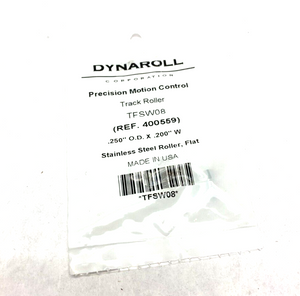 DYNAROLL
CORPORATION
Precision Motion Control
Track Roller
TFSW08
(REF. 400559)
.250" O.D. X .200" W
Stainless Steel Roller, Flat
MADE IN USA
*TFSW08*